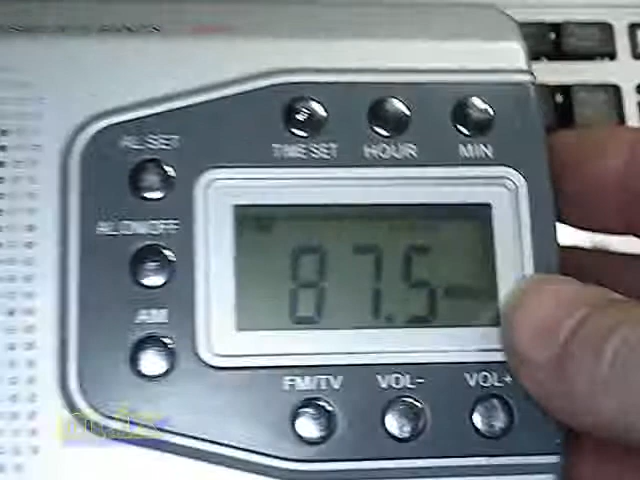 TIME SET HOUR MIN
AL SET
AL ON/OFF
87.5
AM
FM/TV VOL- VOL+